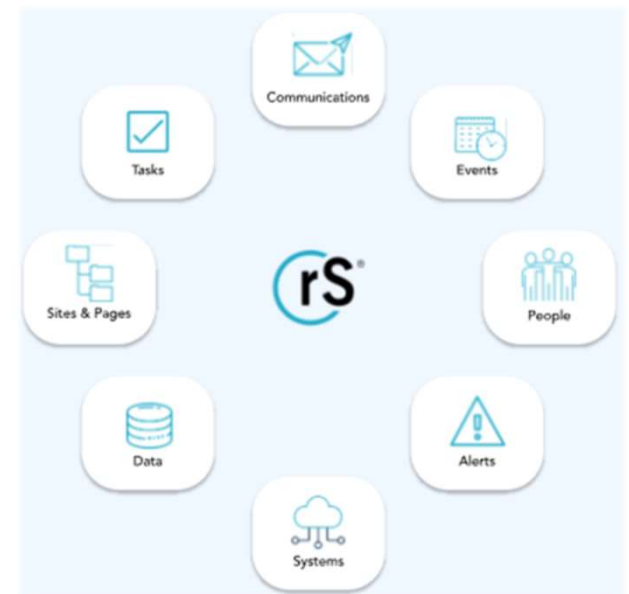 Communications
Tasks
Events
rS®
Sites & Pages
People
Data
Alerts
Systems